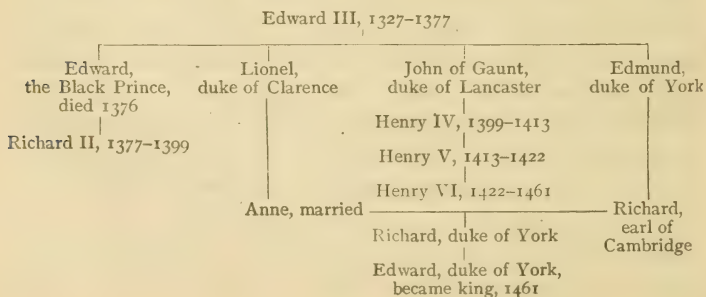 Edward III, 1327–1377
Edward,
the Black Prince,
died 1376
Richard II, 1377–1399
Lionel,
duke of Clarence
John of Gaunt,
duke of Lancaster
Henry IV, 1399–1413
Henry V, 1413–1422
Henry VI, 1422–1461
Edmund,
duke of York
Anne, married
Richard,
earl of
Cambridge
Richard, duke of York
Edward, duke of York,
became king, 1461